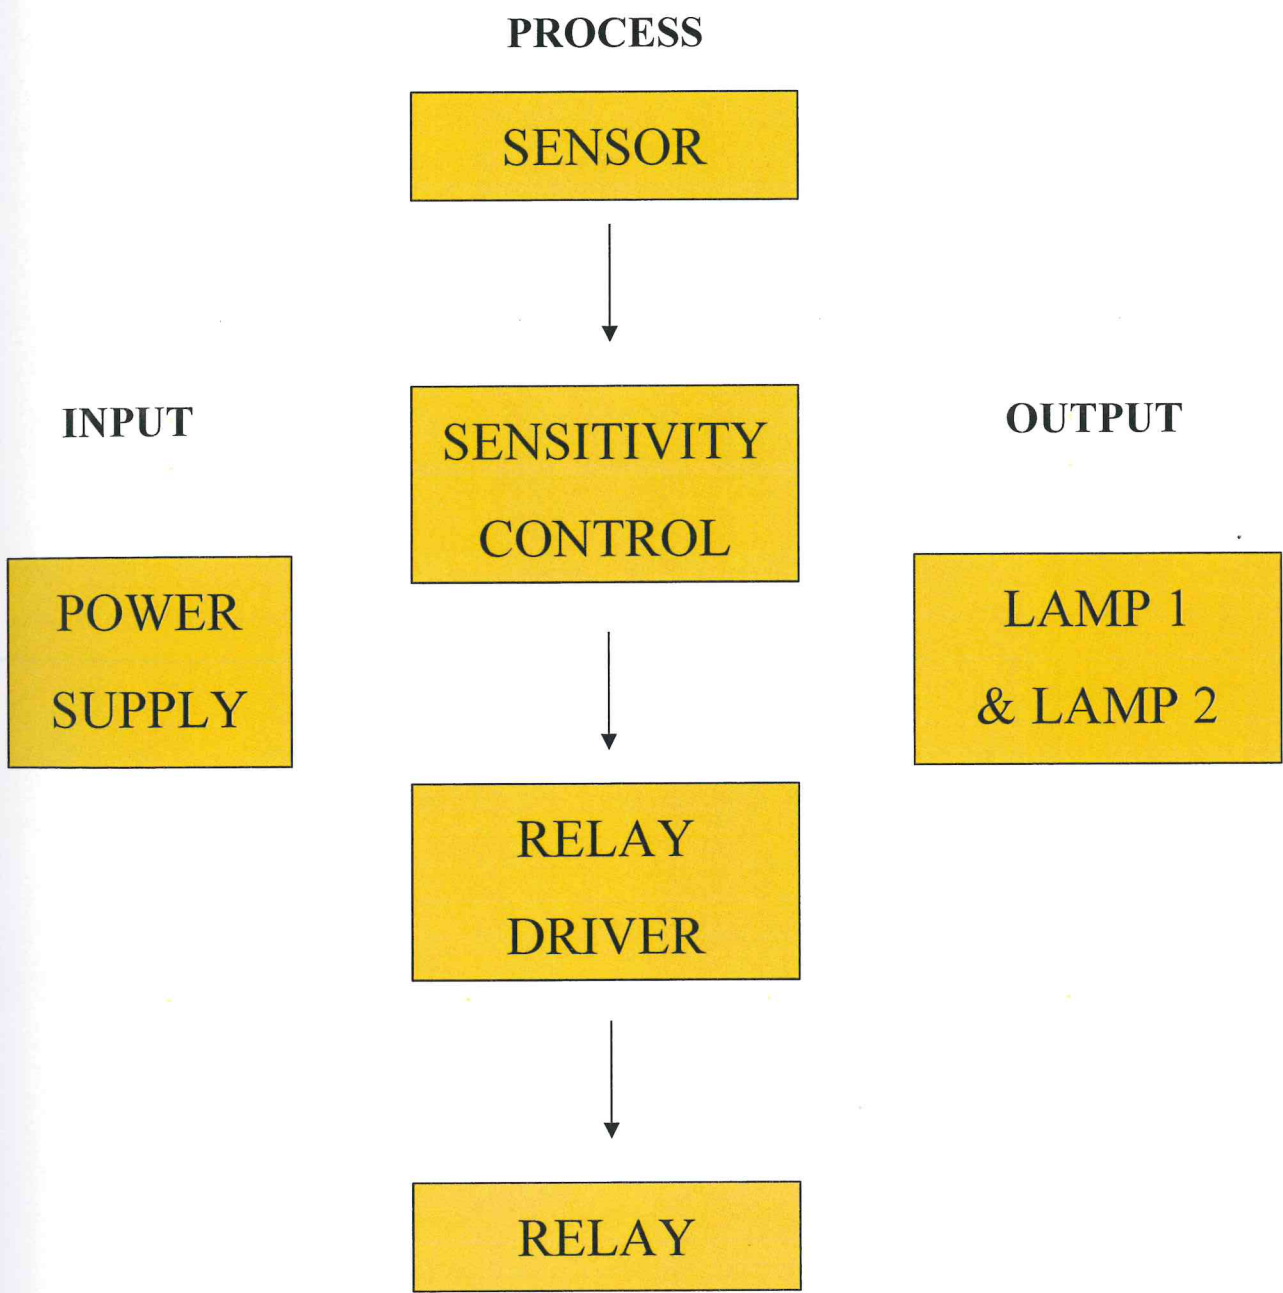 PROCESS
SENSOR
INPUT
SENSITIVITY
CONTROL
OUTPUT
POWER
SUPPLY
LAMP 1
& LAMP 2
RELAY
DRIVER
RELAY